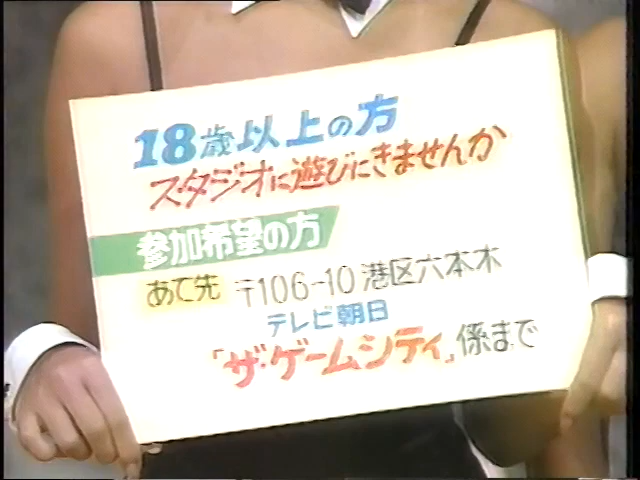 18歳以上の方
スタジオに遊びにきませんか
参加希望の方
あて先 〒106-10 港区六本木
テレビ朝日
「ザ・ゲームシティ」係まで